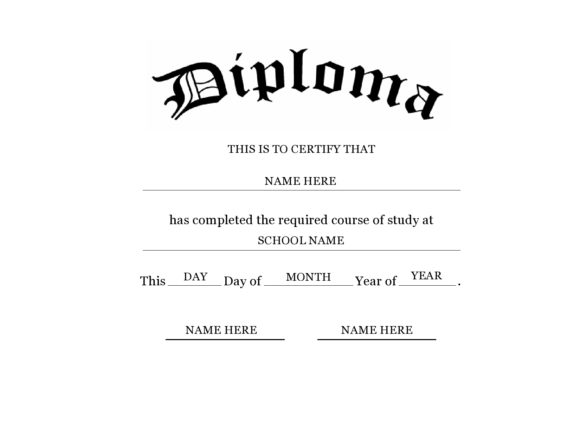 Diploma
THIS IS TO CERTIFY THAT
NAME HERE
has completed the required course of study at
SCHOOL NAME
This DAY Day of MONTH Year of YEAR .
NAME HERE NAME HERE